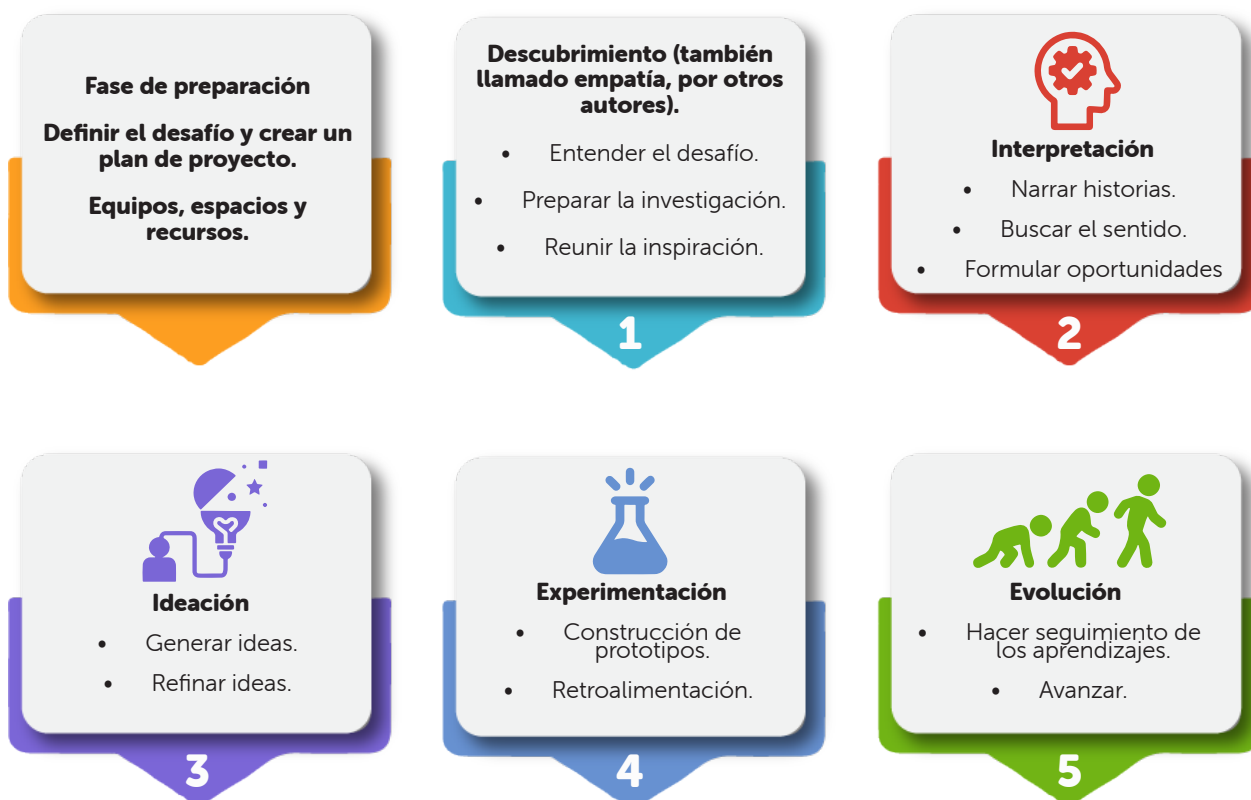 Fase de preparación
Definir el desafío y crear un
plan de proyecto.
Equipos, espacios y
recursos.
Descubrimiento (también
llamado empatía, por otros
autores).
• Entender el desafío.
• Preparar la investigación.
• Reunir la inspiración.
1
Interpretación
• Narrar historias.
• Buscar el sentido.
• Formular oportunidades
2
Ideación
• Generar ideas.
• Refinar ideas.
3
Experimentación
• Construcción de
prototipos.
• Retroalimentación.
4
Evolución
• Hacer seguimiento de
los aprendizajes.
• Avanzar.
5